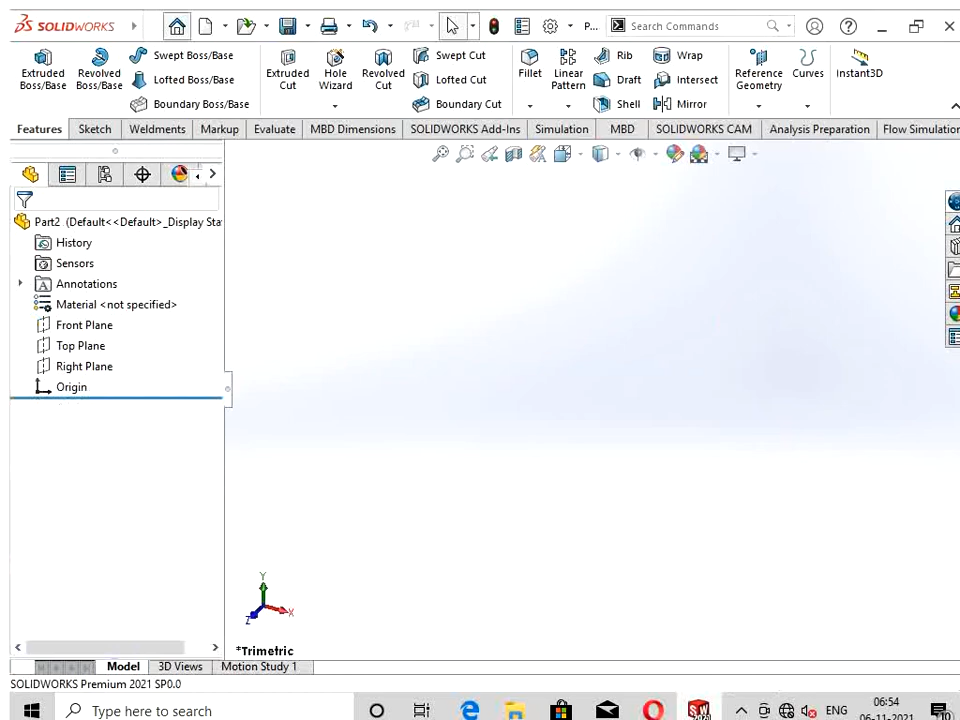 SOLIDWORKS
P...
Search Commands
Extruded Boss/Base
Revolved Boss/Base
Swept Boss/Base
Lofted Boss/Base
Boundary Boss/Base
Extruded Cut
Hole Wizard
Revolved Cut
Swept Cut
Lofted Cut
Boundary Cut
Fillet
Linear Pattern
Rib
Draft
Shell
Wrap
Intersect
Mirror
Reference Geometry
Curves
Instant3D
Features Sketch Weldments Markup Evaluate MBD Dimensions SOLIDWORKS Add-Ins Simulation MBD SOLIDWORKS CAM Analysis Preparation Flow Simulation
Part2 (Default<<Default>_Display Sta
History
Sensors
Annotations
Material <not specified>
Front Plane
Top Plane
Right Plane
Origin
Y
X
Z
*Trimetric
Model 3D Views Motion Study 1
SOLIDWORKS Premium 2021 SP0.0
Type here to search
ENG
06:54
06-11-2021